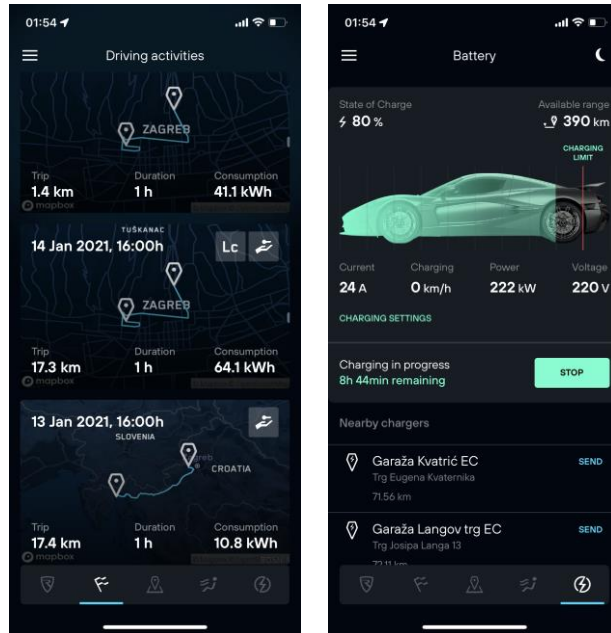 01:54
Driving activities
ZAGREB
Trip
Duration
Consumption
1.4 km
1 h
41.1 kWh
mapbox
TUŠKANAC
14 Jan 2021, 16:00h
Lc
ZAGREB
Trip
Duration
Consumption
17.3 km
1 h
64.1 kWh
mapbox
13 Jan 2021, 16:00h
SLOVENIA
CROATIA
Trip
Duration
Consumption
17.4 km
1 h
10.8 kWh
mapbox
01:54
Battery
State of Charge
Available range
80 %
390 km
CHARGING
LIMIT
Current
Charging
Power
Voltage
24 A
0 km/h
222 kW
220 V
CHARGING SETTINGS
Charging in progress
8h 44min remaining
STOP
Nearby chargers
Garaža Kvatrić EC
SEND
Trg Eugena Kvaternika
71.56 km
Garaža Langov trg EC
SEND
Trg Josipa Langa 13
72.11 km